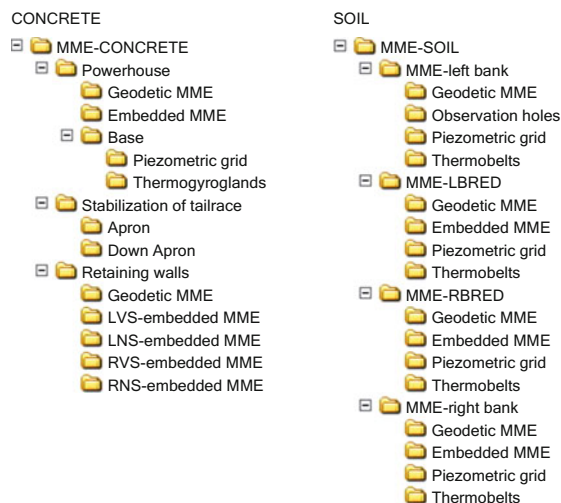 CONCRETE
MME-CONCRETE
Powerhouse
Geodetic MME
Embedded MME
Base
Piezometric grid
Thermogyroglands
Stabilization of tailrace
Apron
Down Apron
Retaining walls
Geodetic MME
LVS-embedded MME
LNS-embedded MME
RVS-embedded MME
RNS-embedded MME
SOIL
MME-SOIL
MME-left bank
Geodetic MME
Observation holes
Piezometric grid
Thermobelts
MME-LBRED
Geodetic MME
Embedded MME
Piezometric grid
Thermobelts
MME-RBRED
Geodetic MME
Embedded MME
Piezometric grid
Thermobelts
MME-right bank
Geodetic MME
Embedded MME
Piezometric grid
Thermobelts